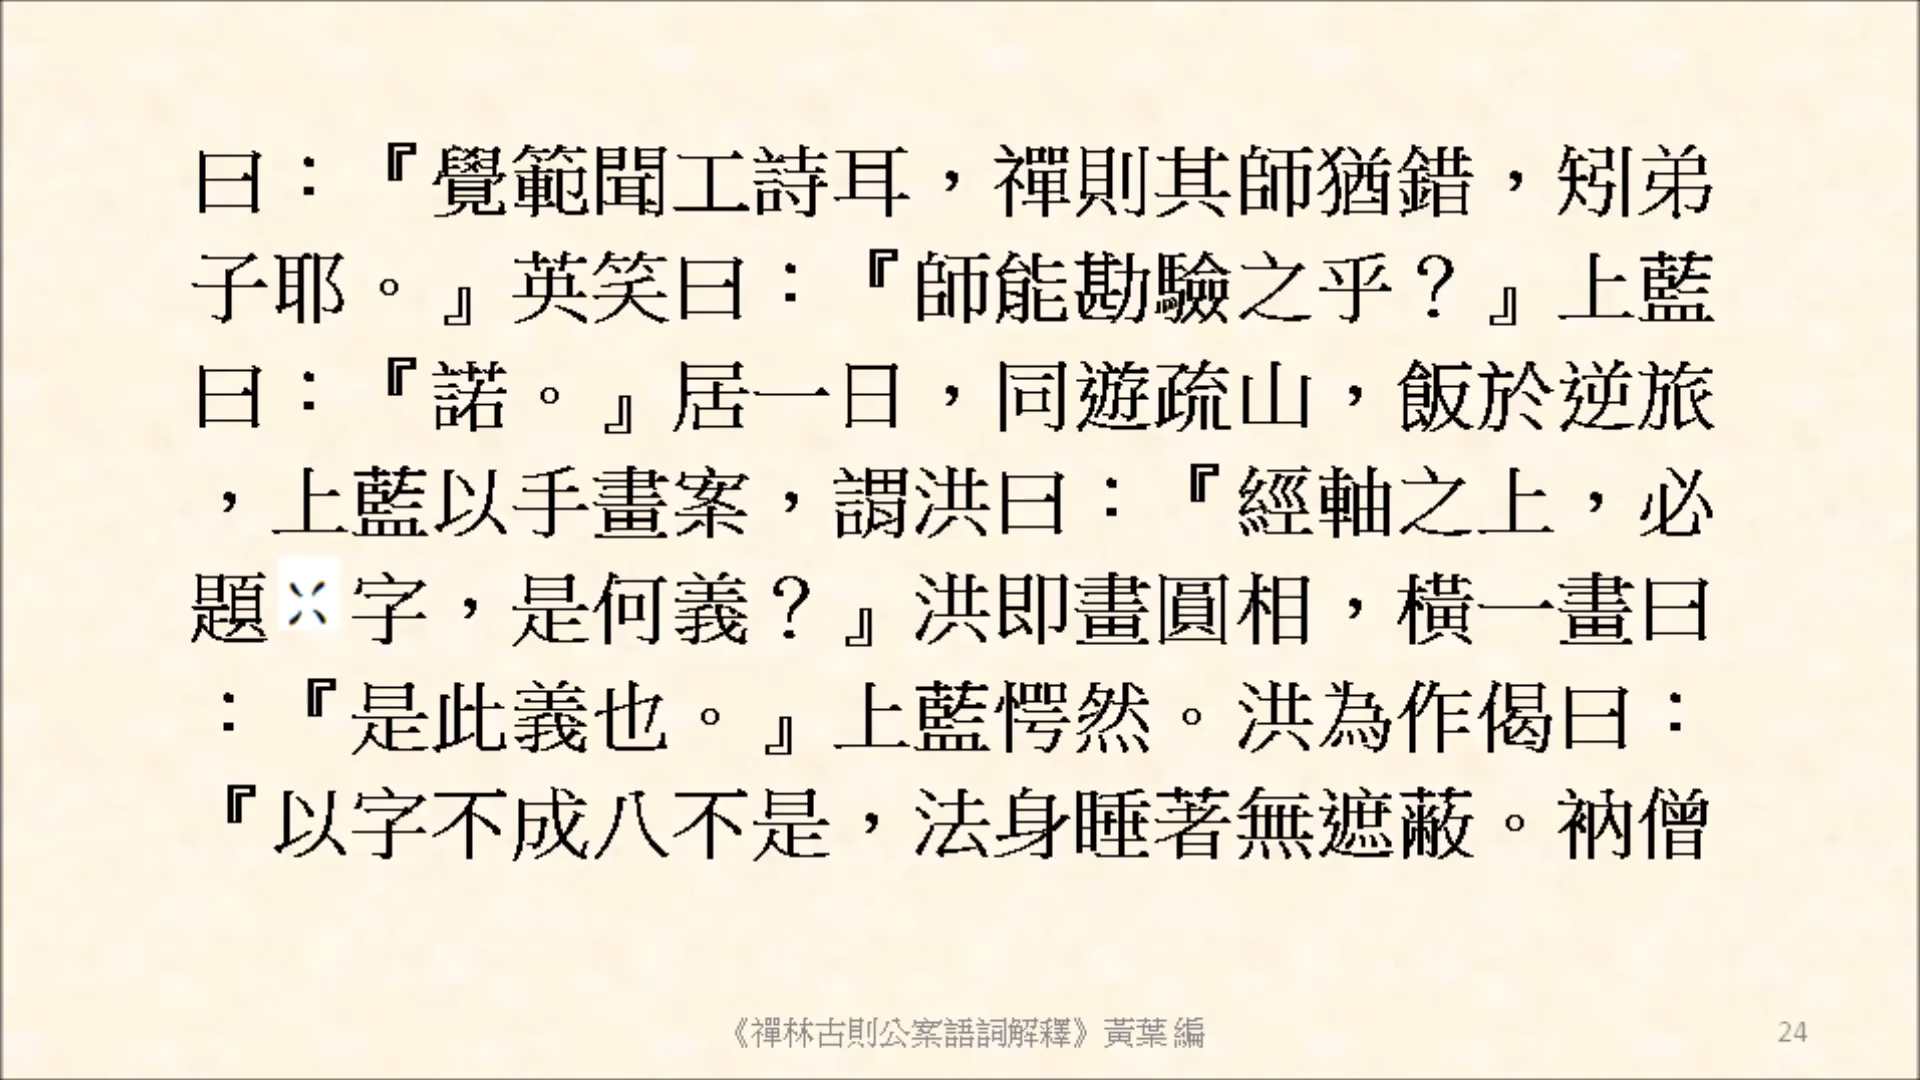 曰：『覺範聞工詩耳，禪則其師猶錯，矧弟
子耶。』英笑曰：『師能勘驗之乎？』上藍
曰：『諾。』居一日，同遊疏山，飯於逆旅
，上藍以手畫案，謂洪曰：『經軸之上，必
題字，是何義？』洪即畫圓相，橫一畫曰
：『是此義也。』上藍愕然。洪為作偈曰：
『以字不成八不是，法身睡著無遮蔽。衲僧
《禪林古則公案語詞解釋》黃葉 編
24